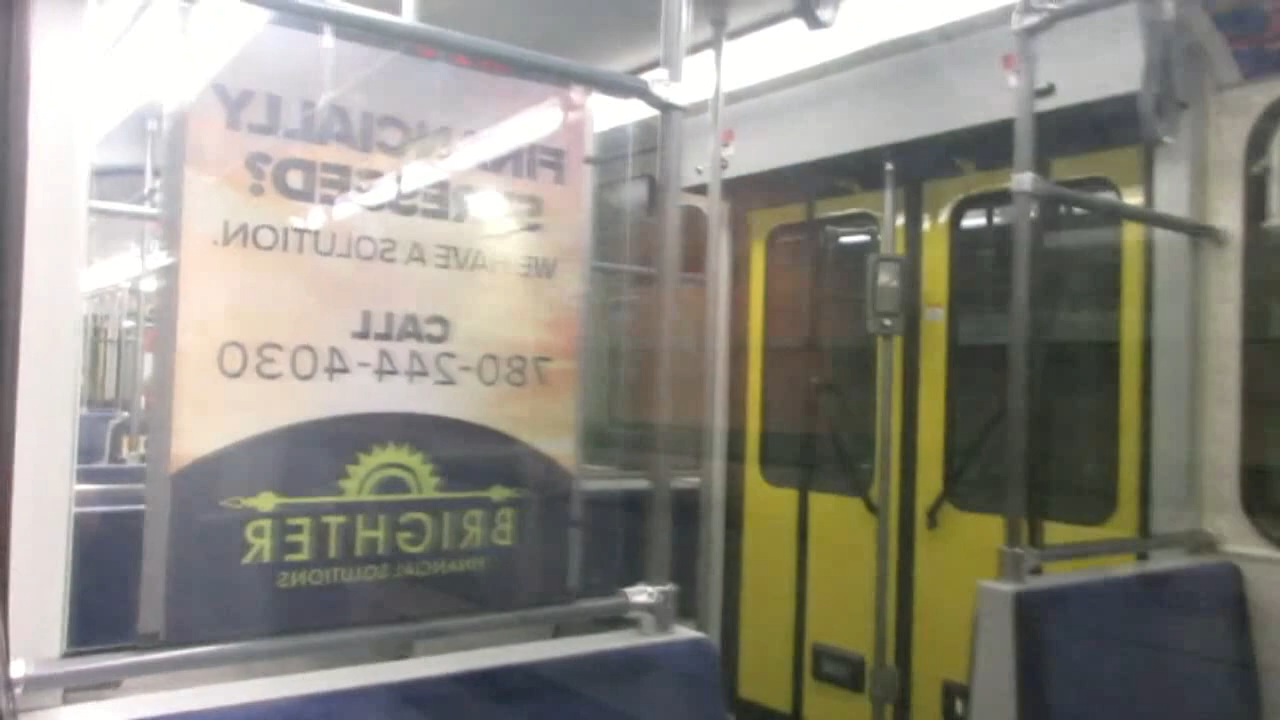 FINANCIALLY
STRESSED?
WE HAVE A SOLUTION.
CALL
780-244-4030
BRIGHTER
FINANCIAL SOLUTIONS